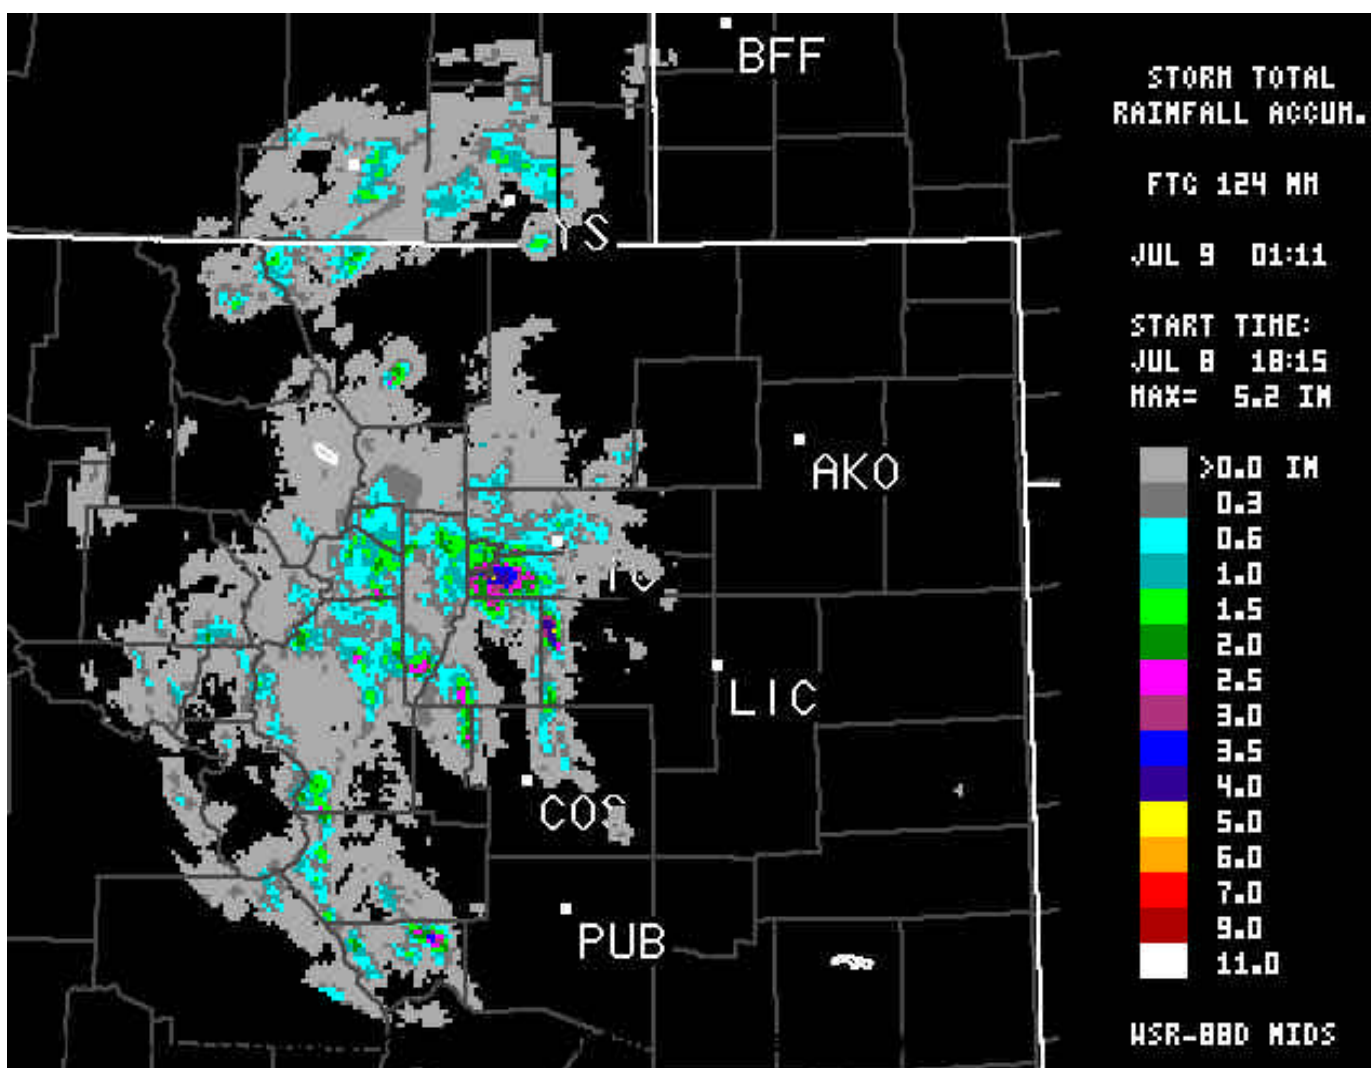 BFF
STORM TOTAL
RAINFALL ACCUM.
FTG 124 NM
YS
JUL 9 01:11
START TIME:
JUL 8 18:15
MAX= 5.2 IN
AKO
>0.0 IN
0.3
0.6
1.0
1.5
2.0
2.5
3.0
3.5
4.0
5.0
6.0
7.0
9.0
11.0
LIC
COS
PUB
WSR-88D MIDS